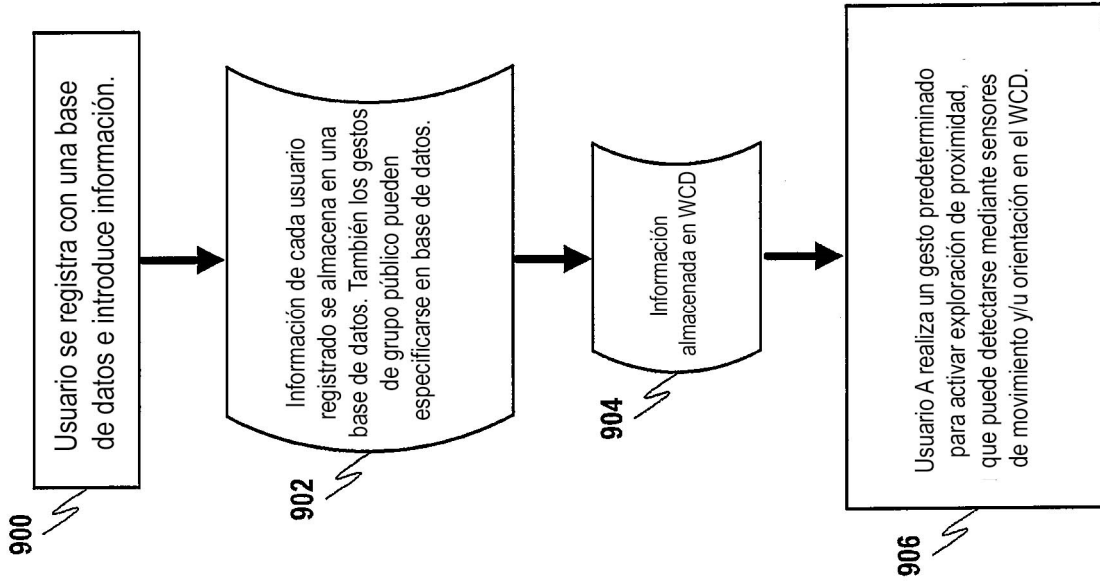 900
Usuario se registra con una base
de datos e introduce información.
902
Información de cada usuario
registrado se almacena en una
base de datos. También los gestos
de grupo público pueden
especificarse en base de datos.
904
Información
almacenada en WCD
906
Usuario A realiza un gesto predeterminado
para activar exploración de proximidad,
que puede detectarse mediante sensores
de movimiento y/u orientación en el WCD.